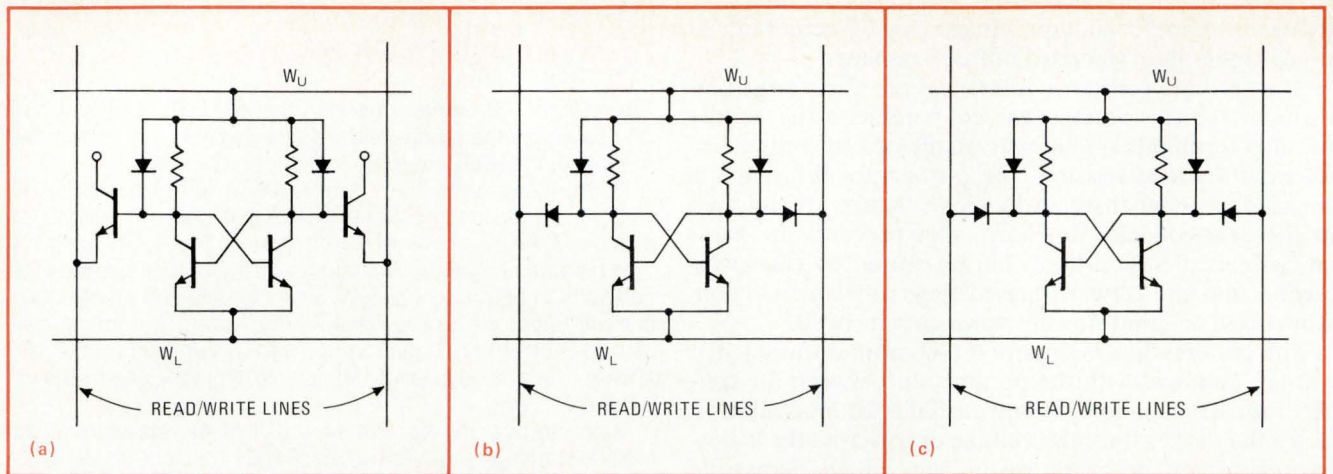 W_U
W_L
READ/WRITE LINES
(a)
W_U
W_L
READ/WRITE LINES
(b)
W_U
W_L
READ/WRITE LINES
(c)